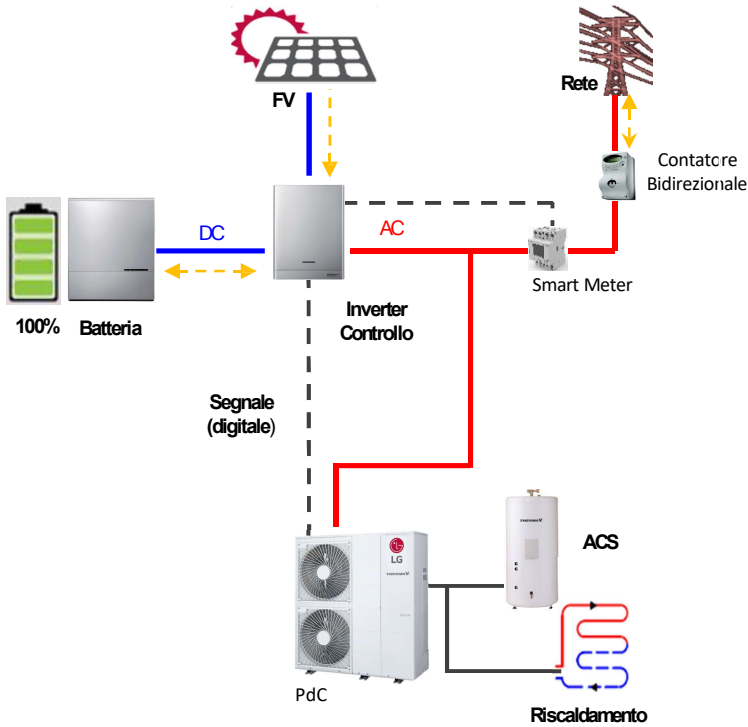 FV
Rete
Contatore
Bidirezionale
DC
AC
Smart Meter
100%
Batteria
Inverter
Controllo
Segnale
(digitale)
LG
ACS
PdC
Riscaldamento